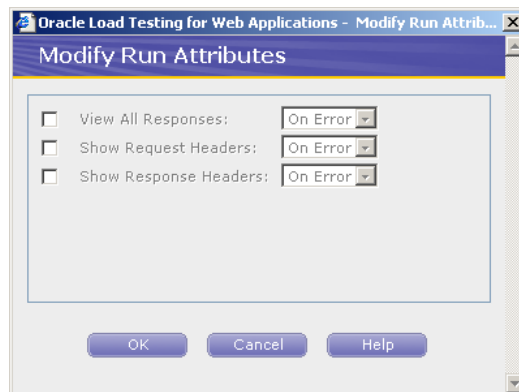 Oracle Load Testing for Web Applications - Modify Run Attrib...
Modify Run Attributes
View All Responses: On Error
Show Request Headers: On Error
Show Response Headers: On Error
OK Cancel Help